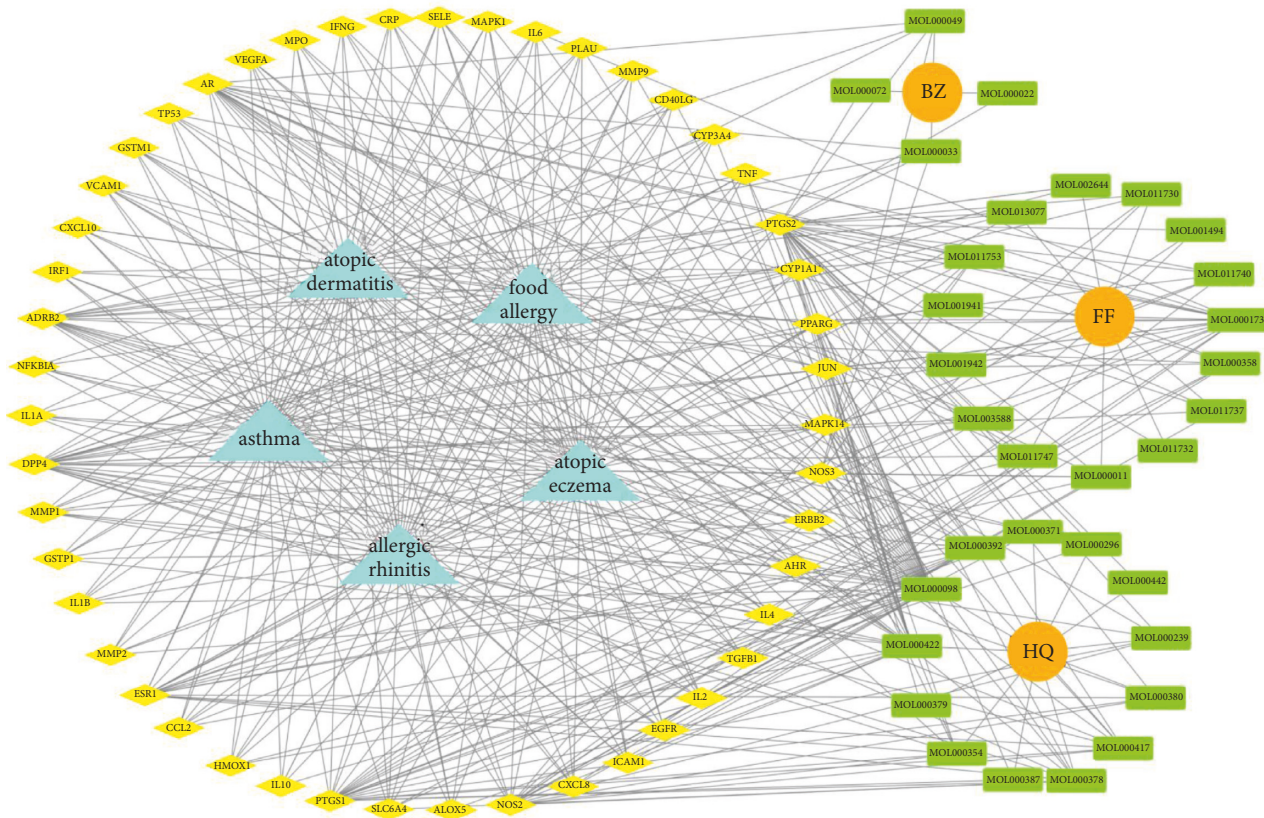 SELE
CRP
MAPK1
IFNG
IL6
MPO
PLAU
VEGFA
MMP9
AR
CD40LG
TP53
CYP3A4
GSTM1
TNF
VCAM1
PTGS2
CXCL10
CYP1A1
IRF1
PPARG
ADRB2
JUN
NFKBIA
MAPK14
IL1A
NOS3
DPP4
ERBB2
MMP1
AHR
GSTP1
IL4
IL1B
TGFB1
MMP2
IL2
ESR1
EGFR
CCL2
ICAM1
HMOX1
CXCL8
IL10
NOS2
PTGS1
SLC6A4
ALOX5
atopic
dermatitis
food
allergy
asthma
atopic
eczema
allergic
rhinitis
MOL000049
MOL000072
BZ
MOL000022
MOL000033
MOL002644
MOL011730
MOL013077
MOL001494
MOL011753
MOL011740
MOL001941
FF
MOL000173
MOL001942
MOL000358
MOL003588
MOL011737
MOL011747
MOL011732
MOL000011
MOL000371
MOL000392
MOL000296
MOL000098
MOL000442
MOL000422
HQ
MOL000239
MOL000379
MOL000380
MOL000354
MOL000417
MOL000387
MOL000378